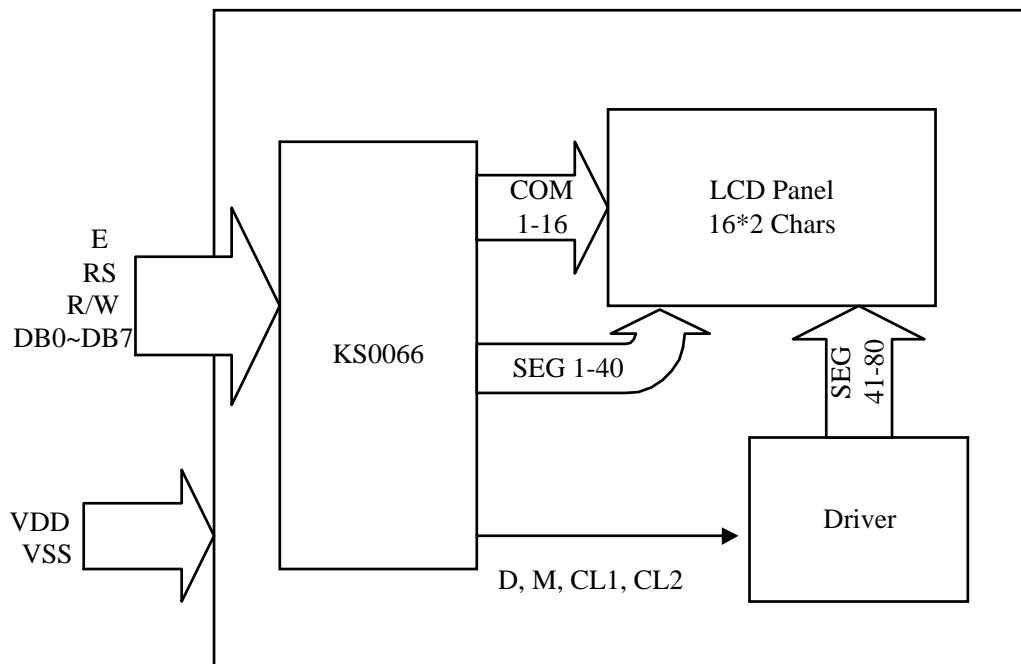 E
RS
R/W
DB0~DB7
VDD
VSS
KS0066
COM
1-16
SEG 1-40
LCD Panel
16*2 Chars
SEG
41-80
Driver
D, M, CL1, CL2